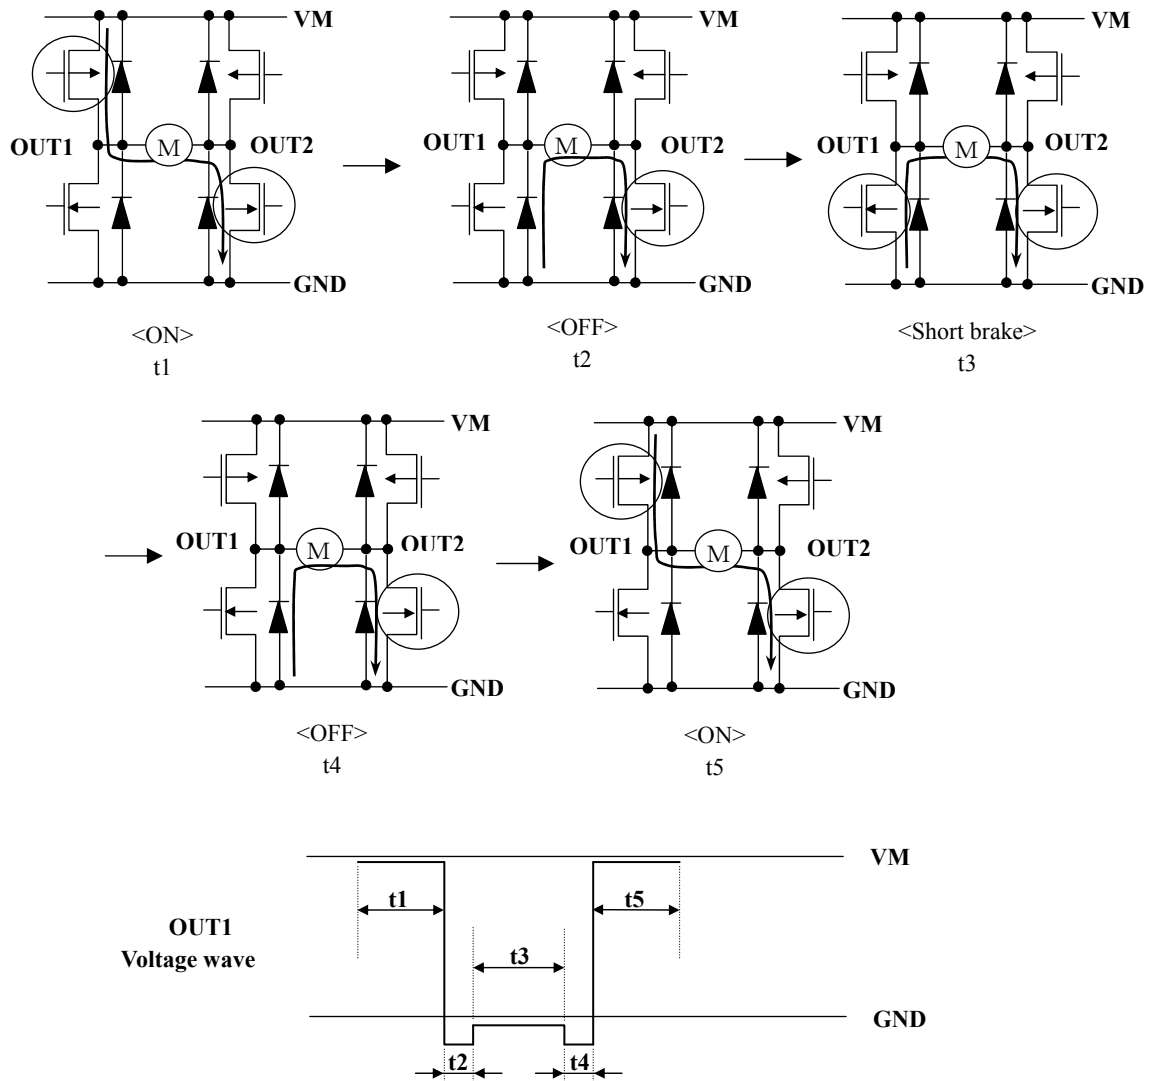 VM
VM
VM
OUT1
M
OUT2
OUT1
M
OUT2
OUT1
M
OUT2
GND
GND
GND
<ON>
t1
<OFF>
t2
<Short brake>
t3
VM
VM
OUT1
M
OUT2
OUT1
M
OUT2
GND
GND
<OFF>
t4
<ON>
t5
VM
t1
t5
OUT1
Voltage wave
t3
GND
t2
t4